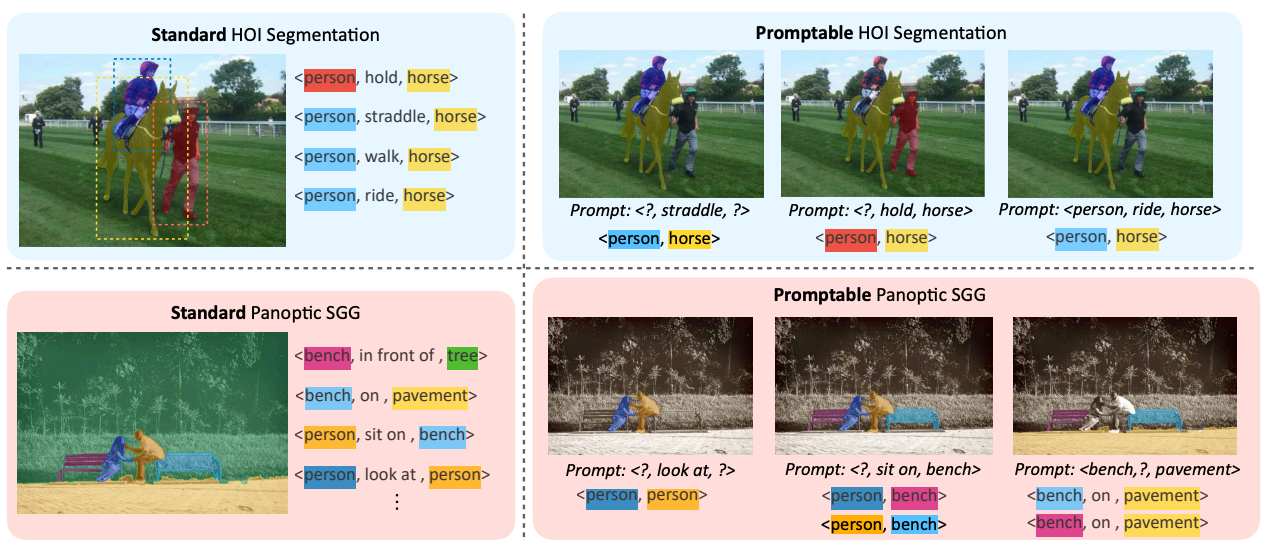 Standard HOI Segmentation
<person, hold, horse>
<person, straddle, horse>
<person, walk, horse>
<person, ride, horse>
Promptable HOI Segmentation
Prompt: <?, straddle, ?>
<person, horse>
Prompt: <?, hold, horse>
<person, horse>
Prompt: <person, ride, horse>
<person, horse>
Standard Panoptic SGG
<bench, in front of , tree>
<bench, on , pavement>
<person, sit on , bench>
<person, look at , person>
⋮
Promptable Panoptic SGG
Prompt: <?, look at, ?>
<person, person>
Prompt: <?, sit on, bench>
<person, bench>
<person, bench>
Prompt: <bench,?, pavement>
<bench, on , pavement>
<bench, on , pavement>